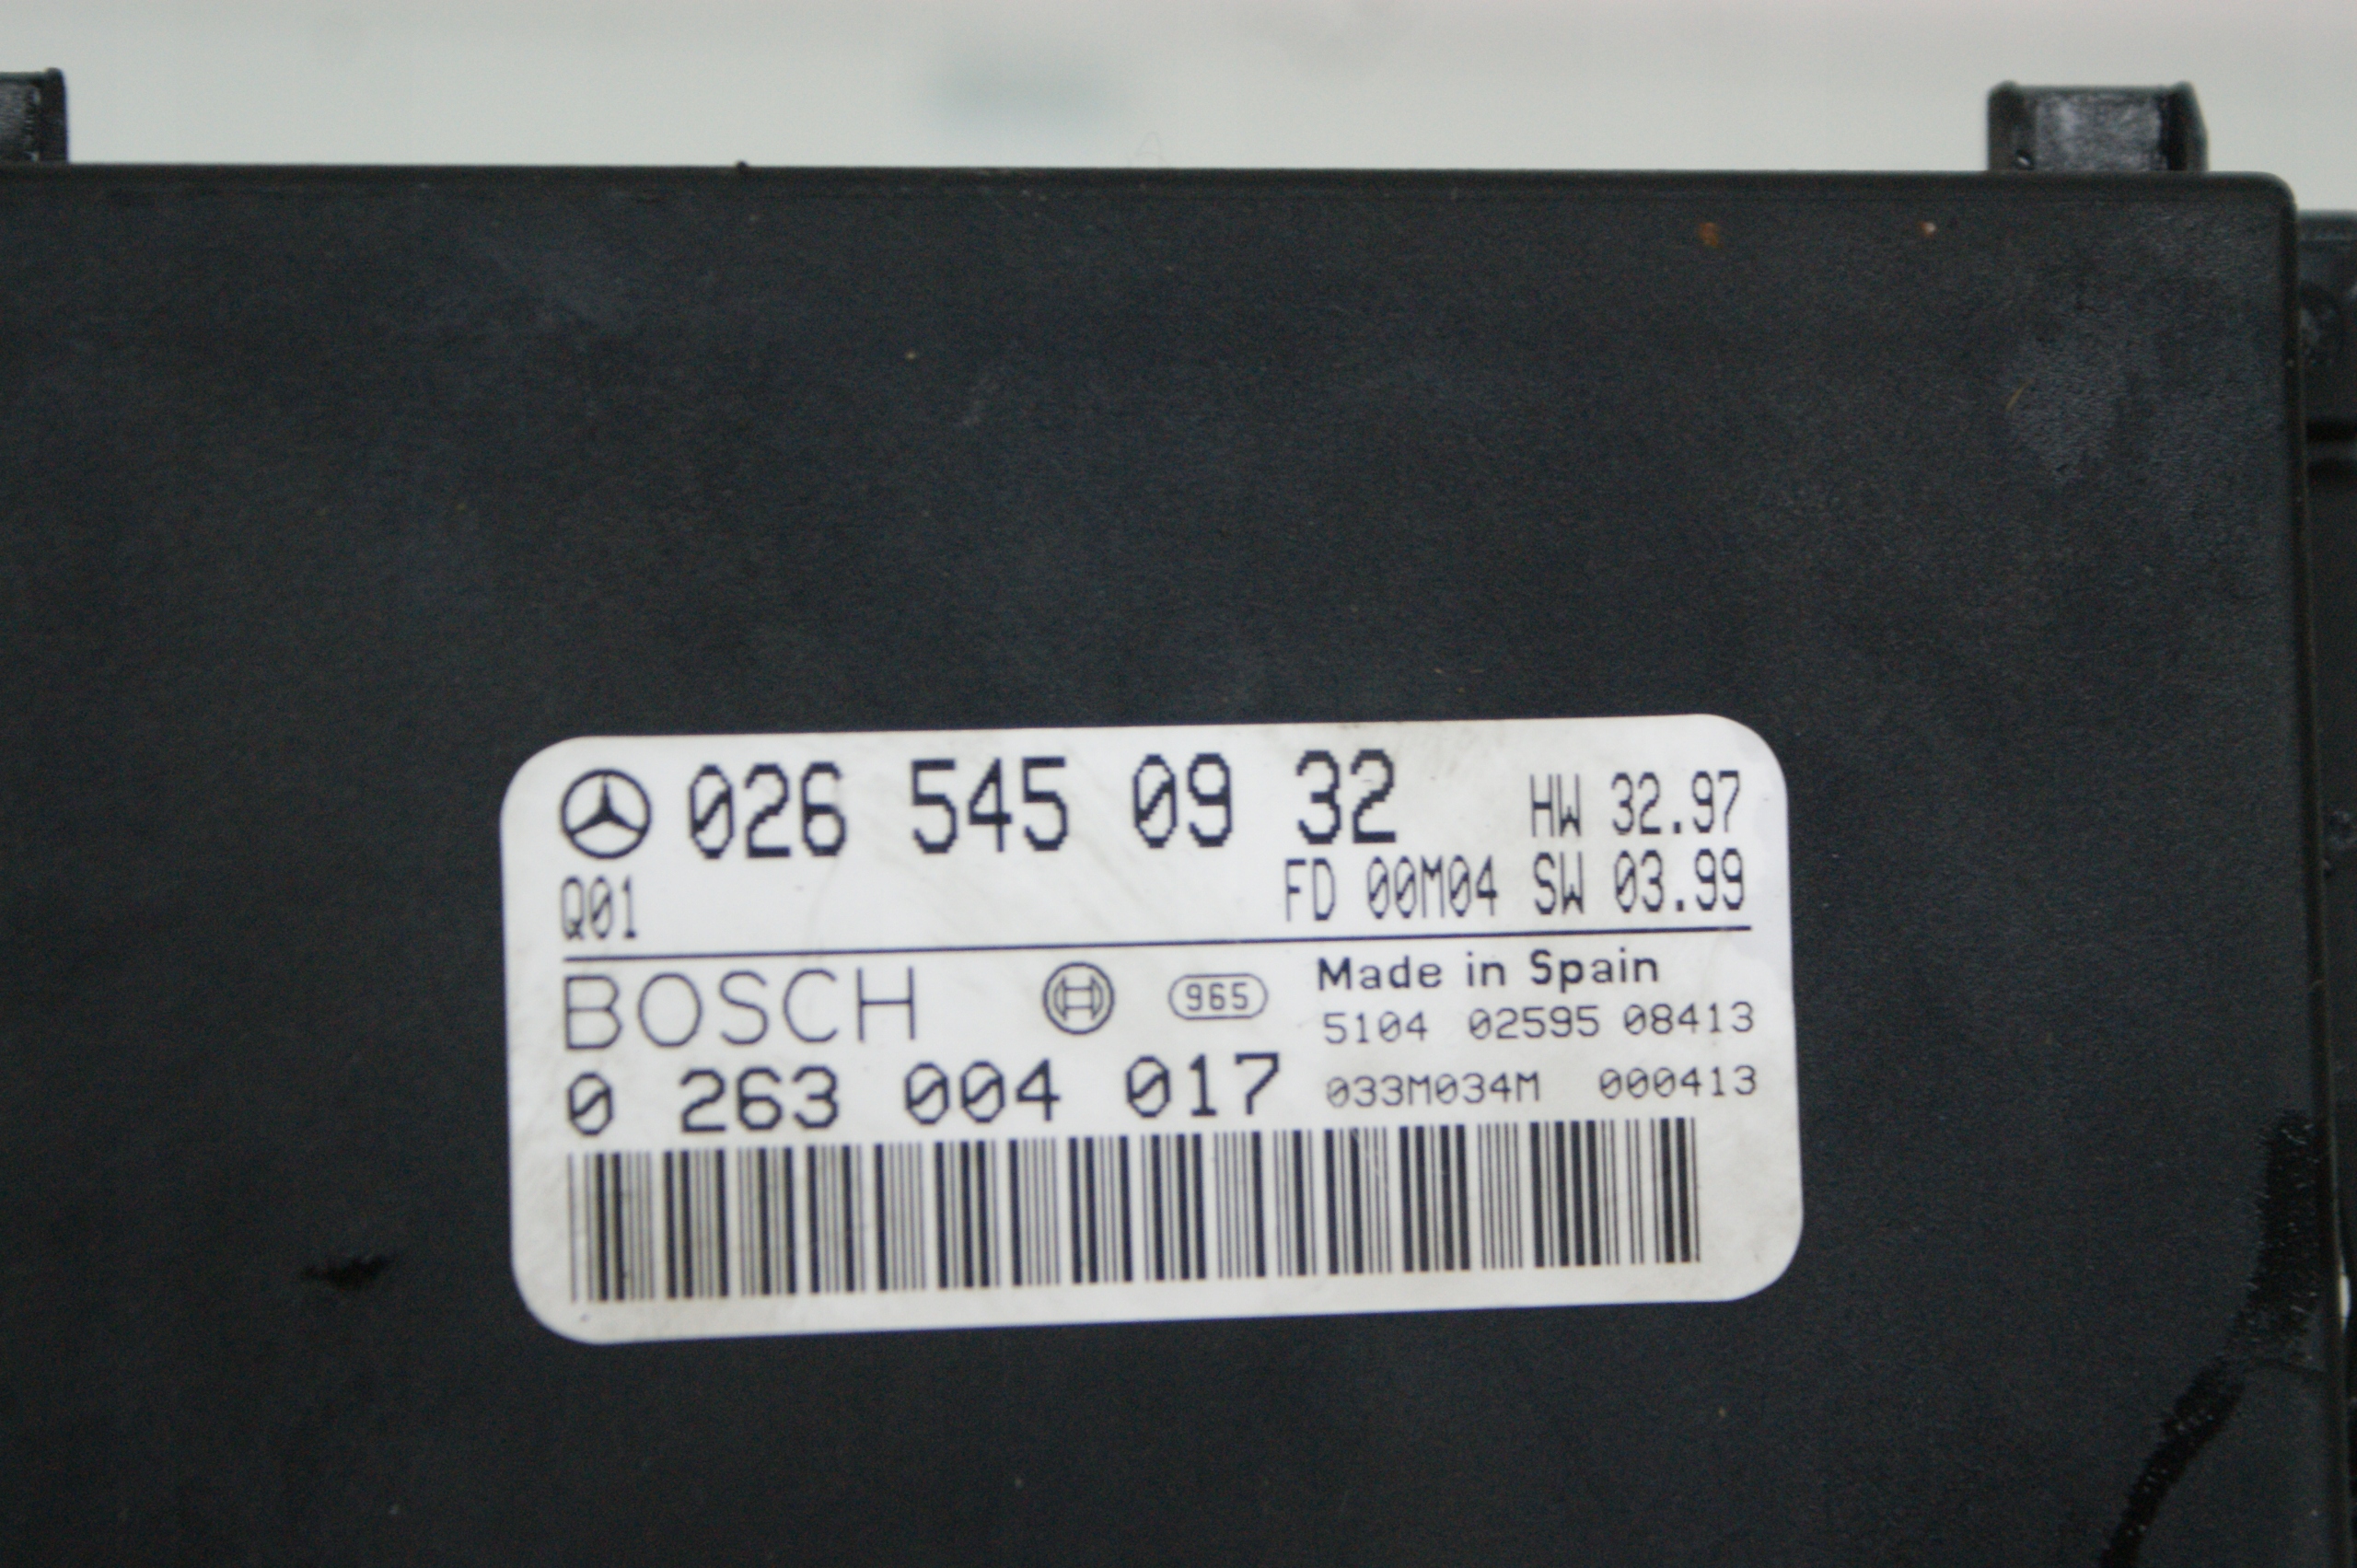 026 545 09 32 HW 32.97
Q01 FD 00M04 SW 03.99
BOSCH 965 Made in Spain
5104 02595 08413
0 263 004 017 033M034M 000413